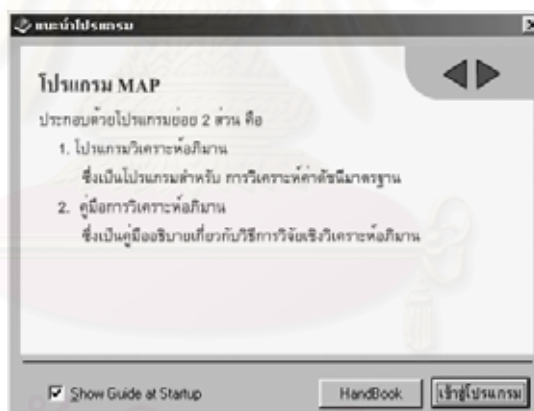 แนะนำโปรแกรม
โปรแกรม MAP
ประกอบด้วยโปรแกรมย่อย 2 ส่วน คือ
1. โปรแกรมวิเคราะห์อภิมาน
ซึ่งเป็นโปรแกรมสำหรับ การวิเคราะห์ค่าดัชนีมาตรฐาน
2. คู่มือการวิเคราะห์อภิมาน
ซึ่งเป็นคู่มืออธิบายเกี่ยวกับวิธีการวิจัยเชิงวิเคราะห์อภิมาน
Show Guide at Startup
HandBook
เข้าสู่โปรแกรม